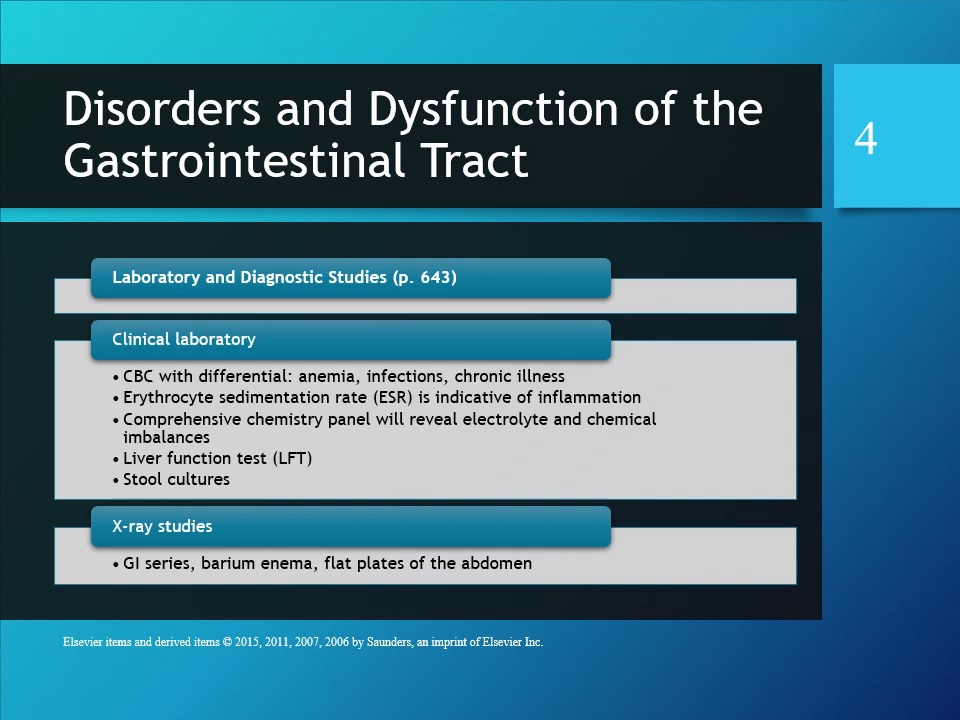 Disorders and Dysfunction of the
Gastrointestinal Tract
4
Laboratory and Diagnostic Studies (p. 643)
Clinical laboratory
• CBC with differential: anemia, infections, chronic illness
• Erythrocyte sedimentation rate (ESR) is indicative of inflammation
• Comprehensive chemistry panel will reveal electrolyte and chemical
imbalances
• Liver function test (LFT)
• Stool cultures
X-ray studies
• GI series, barium enema, flat plates of the abdomen
Elsevier items and derived items © 2015, 2011, 2007, 2006 by Saunders, an imprint of Elsevier Inc.